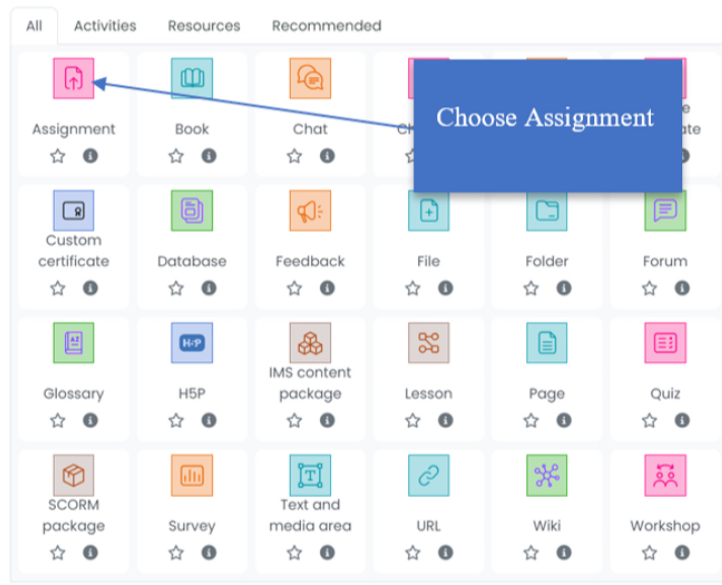 All Activities Resources Recommended
Choose Assignment
Assignment Book Chat
Custom
certificate Database Feedback File Folder Forum
Glossary H5P IMS content
package Lesson Page Quiz
SCORM
package Survey Text and
media area URL Wiki Workshop